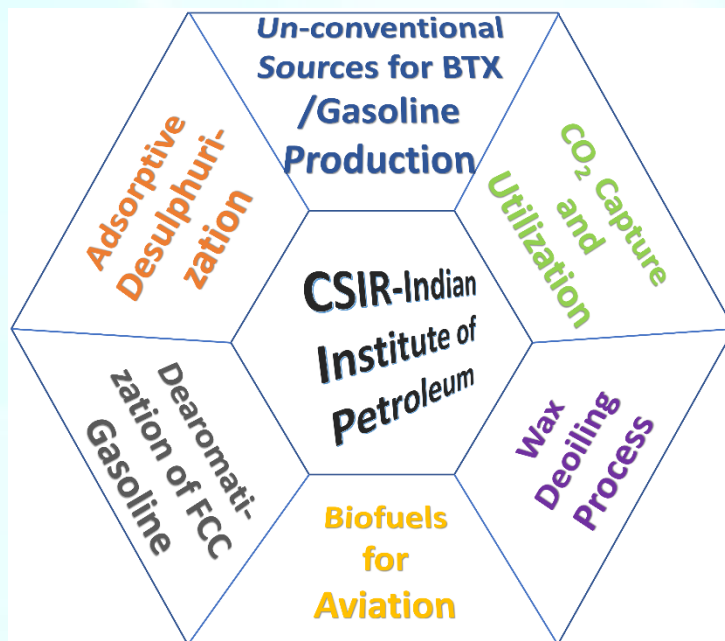 Un-conventional
Sources for BTX
/Gasoline
Production
CO₂ Capture
and
Utilization
Wax
Deoiling
Process
Biofuels
for
Aviation
Dearomati-
zation of FCC
Gasoline
Adsorptive
Desulphuri-
zation
CSIR-Indian
Institute of
Petroleum